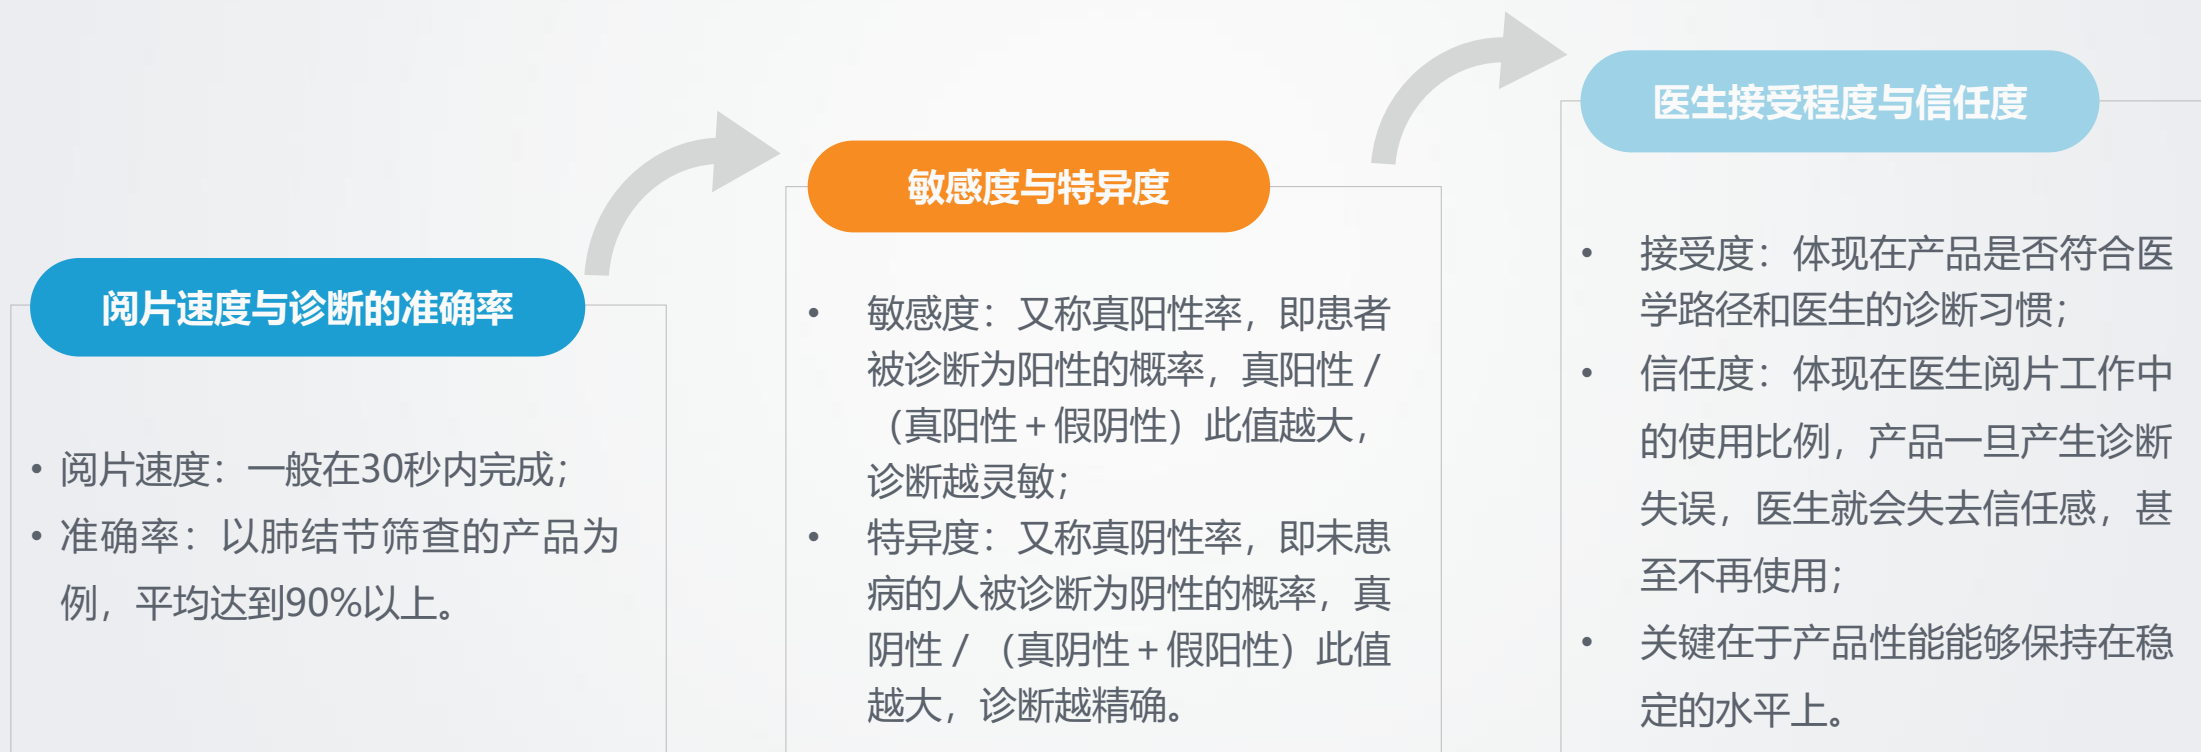 阅片速度与诊断的准确率
• 阅片速度：一般在30秒内完成；
• 准确率：以肺结节筛查的产品为
例，平均达到90%以上。
敏感度与特异度
• 敏感度：又称真阳性率，即患者
被诊断为阳性的概率，真阳性 /
（真阳性 + 假阴性）此值越大，
诊断越灵敏；
• 特异度：又称真阴性率，即未患
病的人被诊断为阴性的概率，真
阴性 / （真阴性 + 假阳性）此值
越大，诊断越精确。
医生接受程度与信任度
• 接受度：体现在产品是否符合医
学路径和医生的诊断习惯；
• 信任度：体现在医生阅片工作中
的使用比例，产品一旦产生诊断
失误，医生就会失去信任感，甚
至不再使用；
• 关键在于产品性能能够保持在稳
定的水平上。